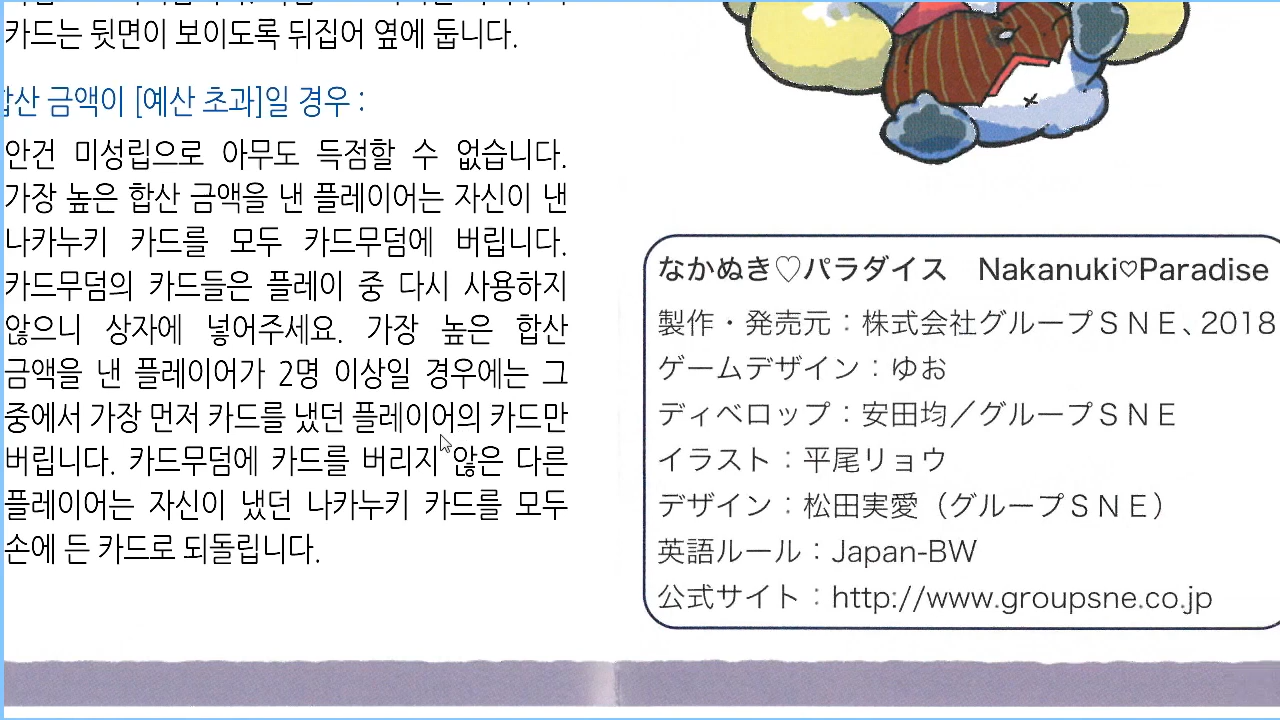 카드는 뒷면이 보이도록 뒤집어 옆에 둡니다.
합산 금액이 [예산 초과]일 경우 :
안건 미성립으로 아무도 득점할 수 없습니다.
가장 높은 합산 금액을 낸 플레이어는 자신이 낸
나카누키 카드를 모두 카드무덤에 버립니다.
카드무덤의 카드들은 플레이 중 다시 사용하지
않으니 상자에 넣어주세요. 가장 높은 합산
금액을 낸 플레이어가 2명 이상일 경우에는 그
중에서 가장 먼저 카드를 냈던 플레이어의 카드만
버립니다. 카드무덤에 카드를 버리지 않은 다른
플레이어는 자신이 냈던 나카누키 카드를 모두
손에 든 카드로 되돌립니다.
なかぬき♡パラダイス Nakanuki♡Paradise
製作・発売元：株式会社グループＳＮＥ、2018
ゲームデザイン：ゆお
ディベロップ：安田均／グループＳＮＥ
イラスト：平尾リョウ
デザイン：松田実愛（グループＳＮＥ）
英語ルール：Japan-BW
公式サイト：http://www.groupsne.co.jp